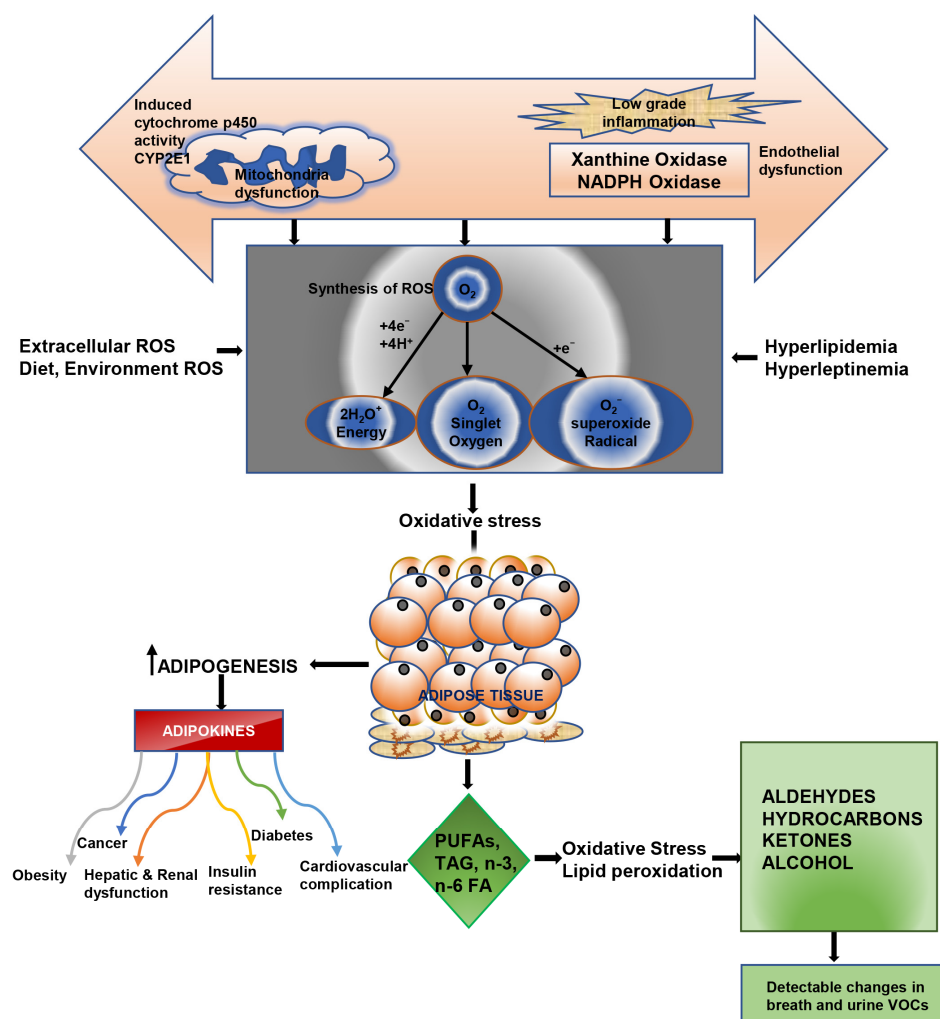 Induced
cytochrome p450
activity
CYP2E1
Mitochondria
dysfunction
Low grade
inflammation
Xanthine Oxidase
NADPH Oxidase
Endothelial
dysfunction
Synthesis of ROS
O₂
+4e⁻
+4H⁺
+e⁻
Extracellular ROS
Diet, Environment ROS
Hyperlipidemia
Hyperleptinemia
2H₂O⁺
Energy
O₂
Singlet
Oxygen
O₂⁻
superoxide
Radical
Oxidative stress
ADIPOGENESIS
ADIPOSE TISSUE
ADIPOKINES
Obesity
Cancer
Hepatic & Renal
dysfunction
Insulin
resistance
Diabetes
Cardiovascular
complication
PUFAs,
TAG, n-3,
n-6 FA
Oxidative Stress
Lipid peroxidation
ALDEHYDES
HYDROCARBONS
KETONES
ALCOHOL
Detectable changes in
breath and urine VOCs